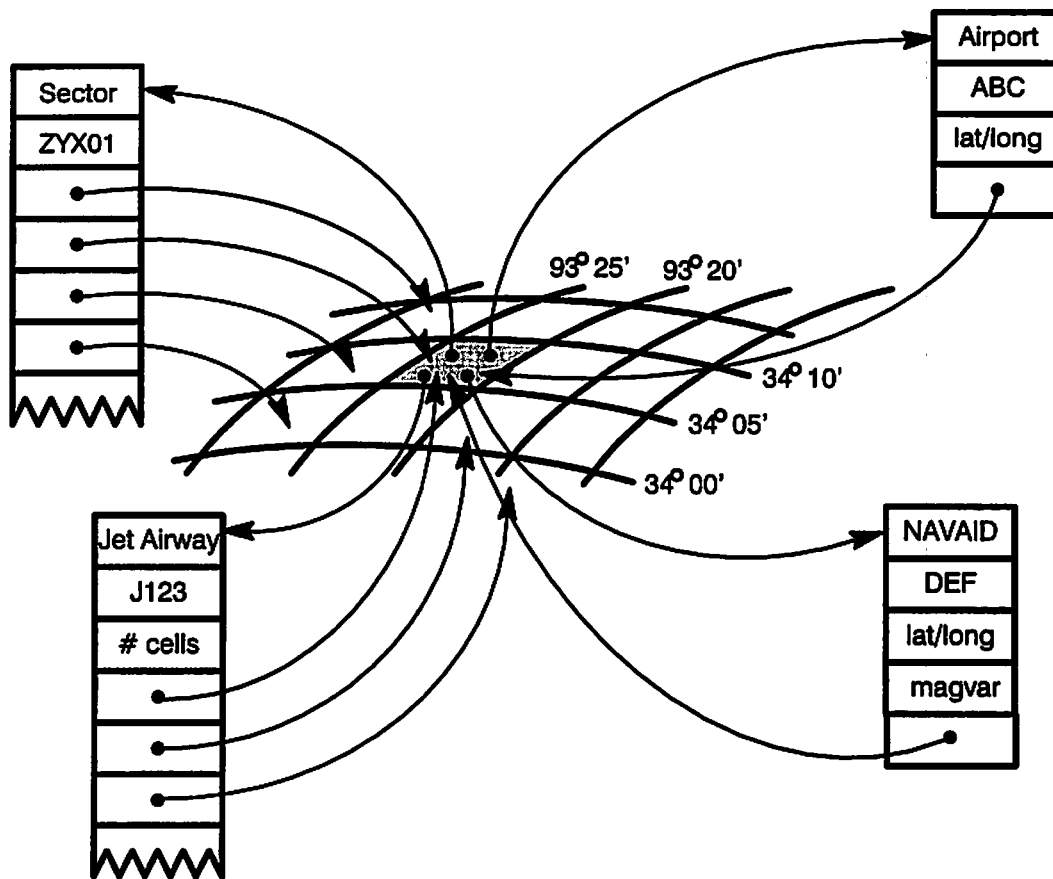 Sector
ZYX01
Airport
ABC
lat/long
93° 25'
93° 20'
34° 10'
34° 05'
34° 00'
Jet Airway
J123
# cells
NAVAID
DEF
lat/long
magvar